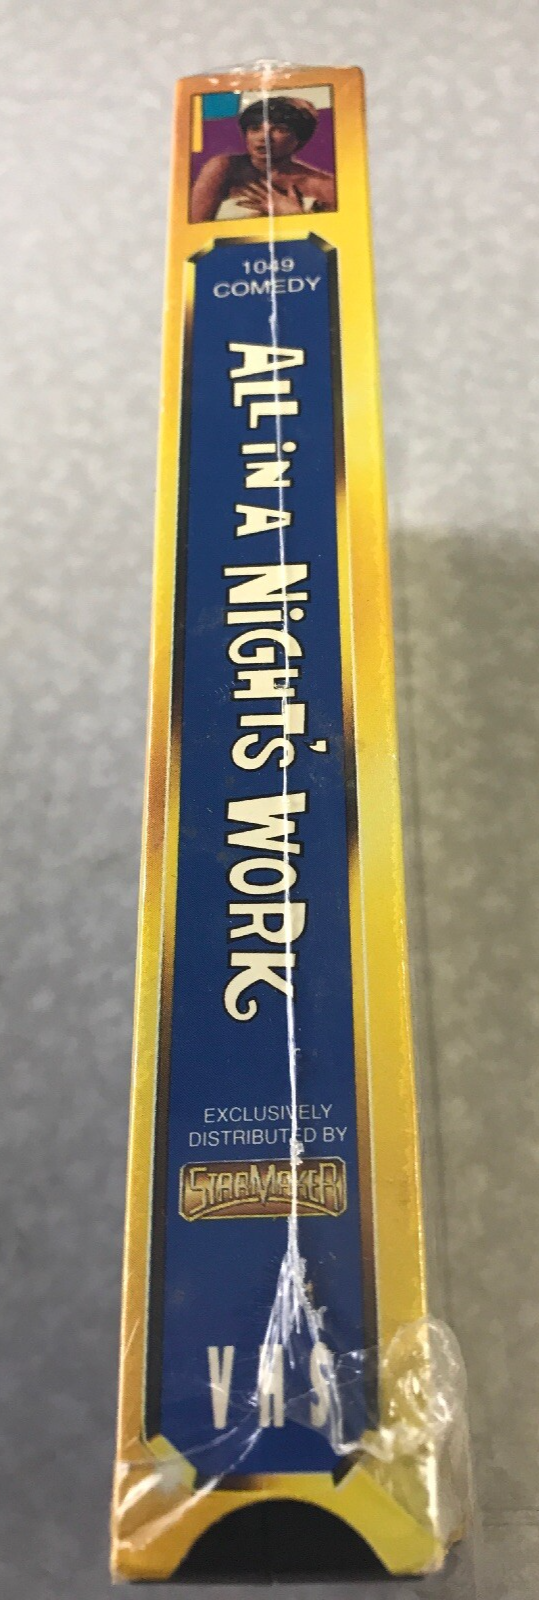 1049
COMEDY
ALL iN A NiGHT'S WORK
EXCLUSIVELY
DISTRIBUTED BY
STARMAKER
VHS